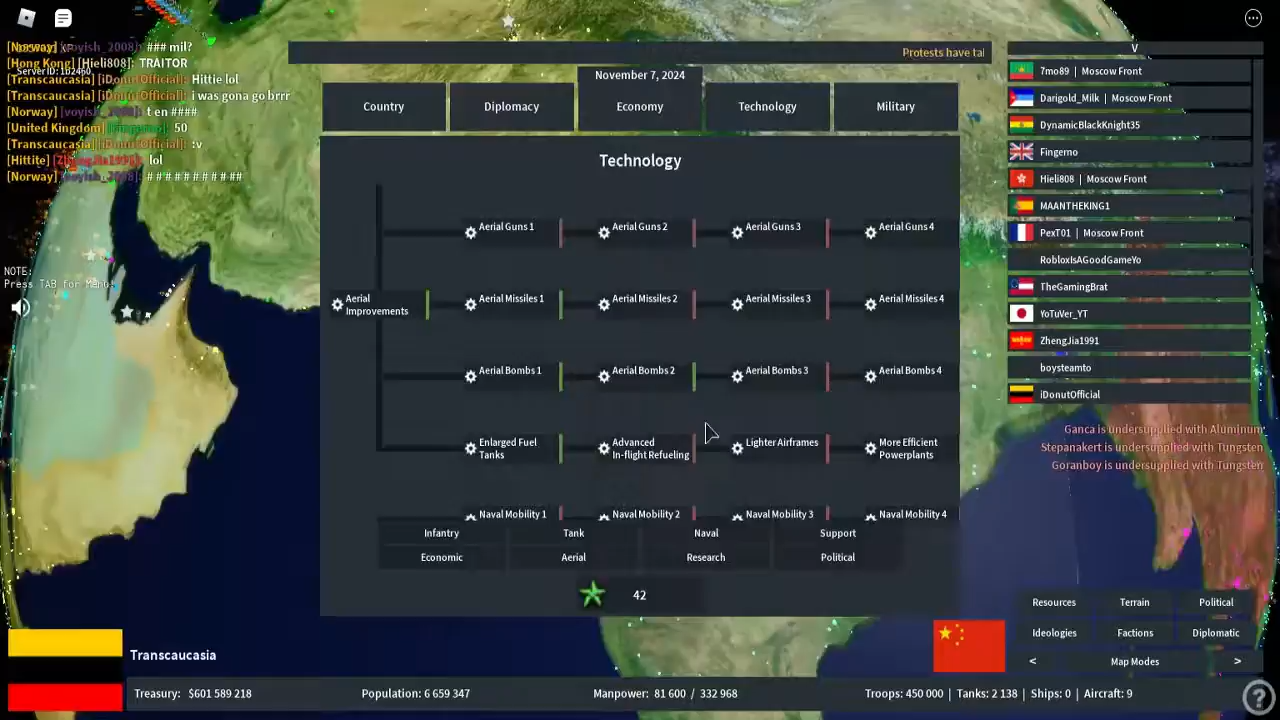 [Norway] [voyish_2008]: ### mil?
[Hong Kong] [Hieli808]: TRAITOR
[Transcaucasia] [iDonutOfficial]: Hittie lol
[Transcaucasia] [iDonutOfficial]: i was gona go brrr
[Norway] [voyish_2008]: t en ####
[United Kingdom] [Fingerno]: 50
[Transcaucasia] [iDonutOfficial]: :v
[Hittite] [ZhengJia1991]: lol
[Norway] [voyish_2008]: # # # # # # # # # ##
NOTE:
Press TAB for Menu!
Protests have tal
November 7, 2024
Country
Diplomacy
Economy
Technology
Military
Technology
Aerial Guns 1
Aerial Guns 2
Aerial Guns 3
Aerial Guns 4
Aerial
Improvements
Aerial Missiles 1
Aerial Missiles 2
Aerial Missiles 3
Aerial Missiles 4
Aerial Bombs 1
Aerial Bombs 2
Aerial Bombs 3
Aerial Bombs 4
Enlarged Fuel
Tanks
Advanced
In-flight Refueling
Lighter Airframes
More Efficient
Powerplants
Naval Mobility 1
Naval Mobility 2
Naval Mobility 3
Naval Mobility 4
Infantry
Tank
Naval
Support
Economic
Aerial
Research
Political
42
V
7mo89 | Moscow Front
Darigold_Milk | Moscow Front
DynamicBlackKnight35
Fingerno
Hieli808 | Moscow Front
MAANTHEKING1
PexT01 | Moscow Front
RobloxIsAGoodGameYo
TheGamingBrat
YoTuVer_YT
ZhengJia1991
boysteamto
iDonutOfficial
Ganca is undersupplied with Aluminum
Stepanakert is undersupplied with Tungsten
Goranboy is undersupplied with Tungsten
Resources
Terrain
Political
Ideologies
Factions
Diplomatic
<
Map Modes
>
Transcaucasia
Treasury: $601 589 218
Population: 6 659 347
Manpower: 81 600 / 332 968
Troops: 450 000 | Tanks: 2 138 | Ships: 0 | Aircraft: 9
?